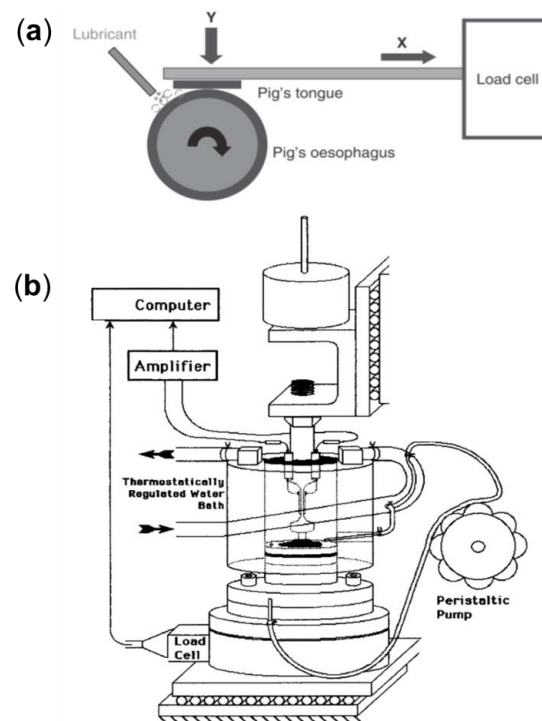 (a)
Lubricant
Y
X
Load cell
Pig's tongue
Pig's oesophagus
(b)
Computer
Amplifier
Thermostatically
Regulated Water
Bath
Peristaltic
Pump
Load
Cell